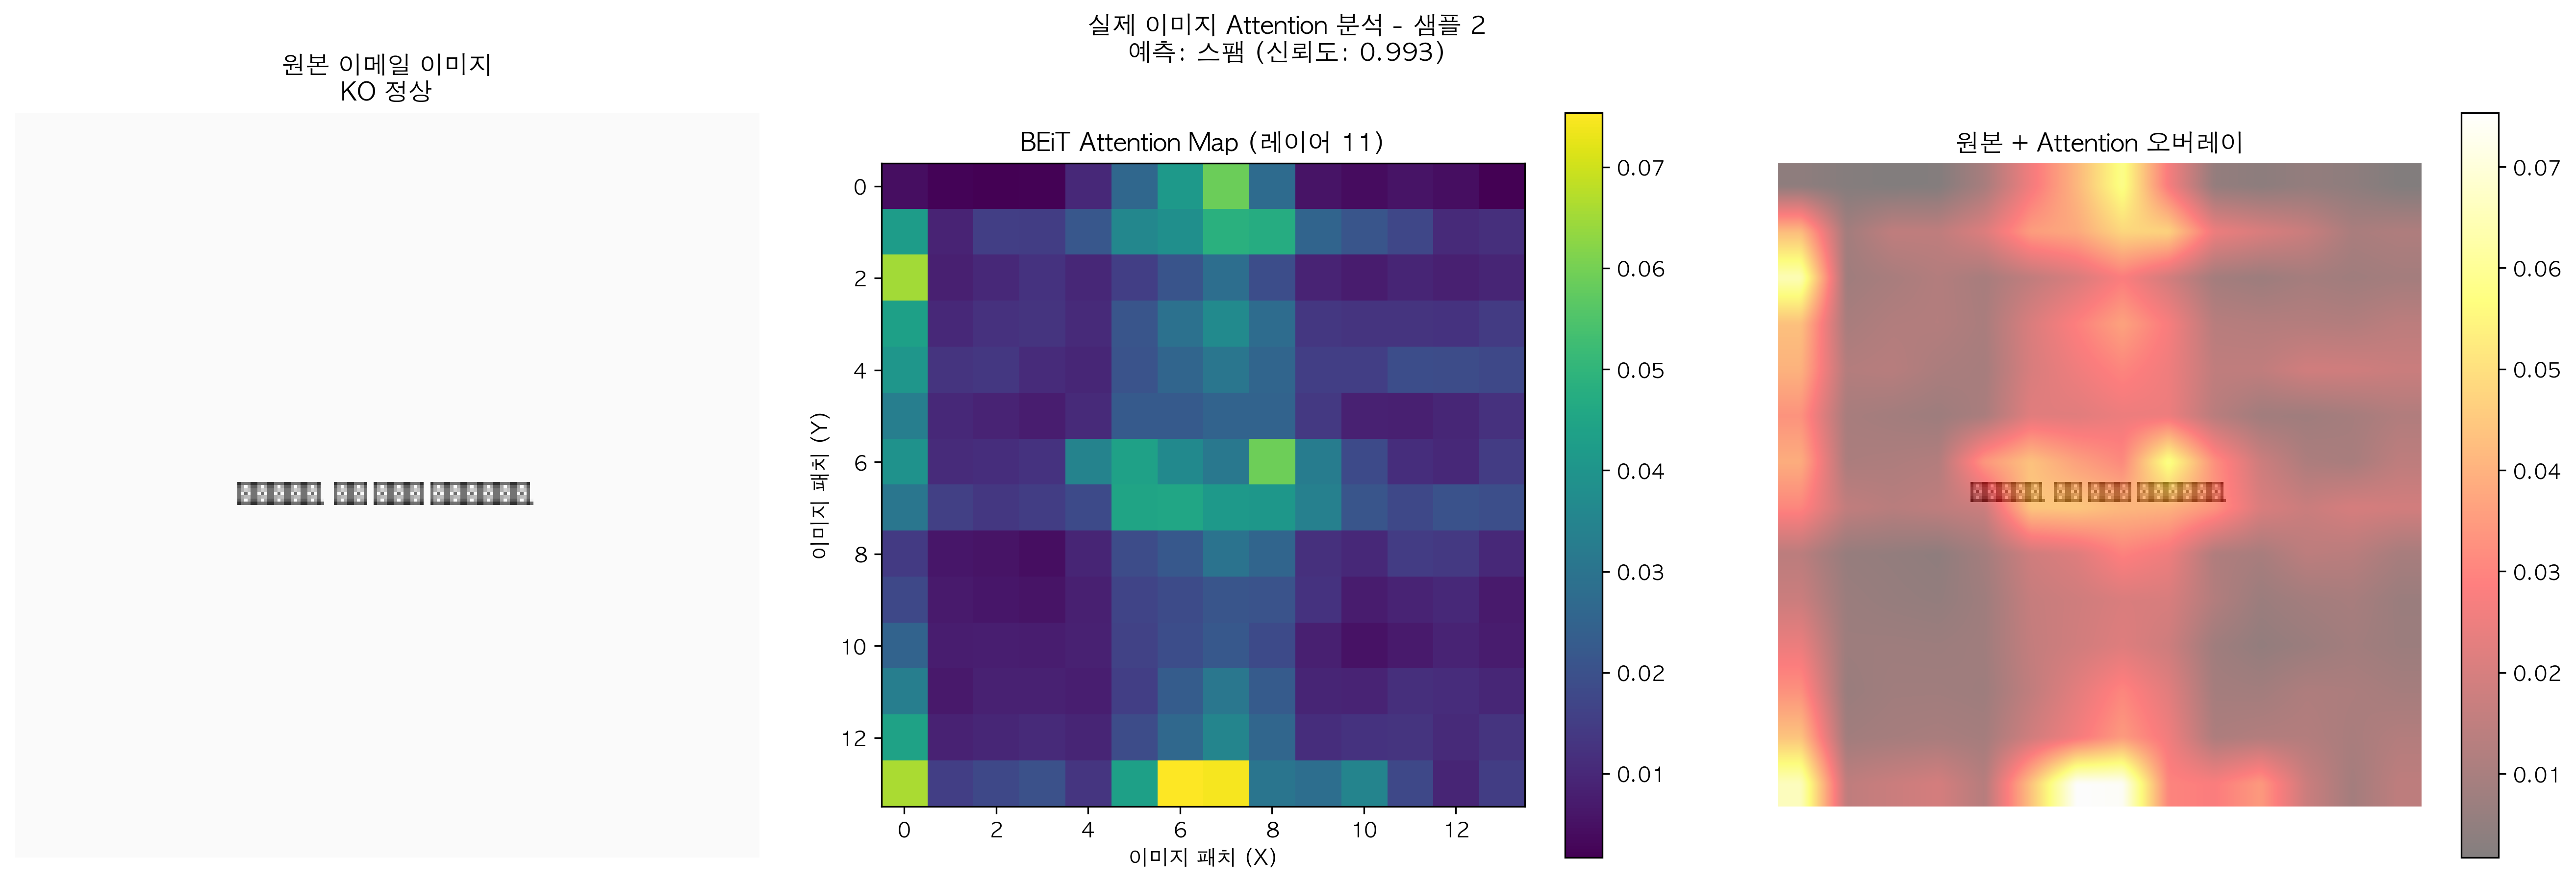 실제 이미지 Attention 분석 - 샘플 2
예측: 스팸 (신뢰도: 0.993)
원본 이메일 이미지
KO 정상
BEiT Attention Map (레이어 11)
0
2
4
6
8
10
12
이미지 패치 (Y)
0 2 4 6 8 10 12
이미지 패치 (X)
0.07
0.06
0.05
0.04
0.03
0.02
0.01
원본 + Attention 오버레이
0.07
0.06
0.05
0.04
0.03
0.02
0.01